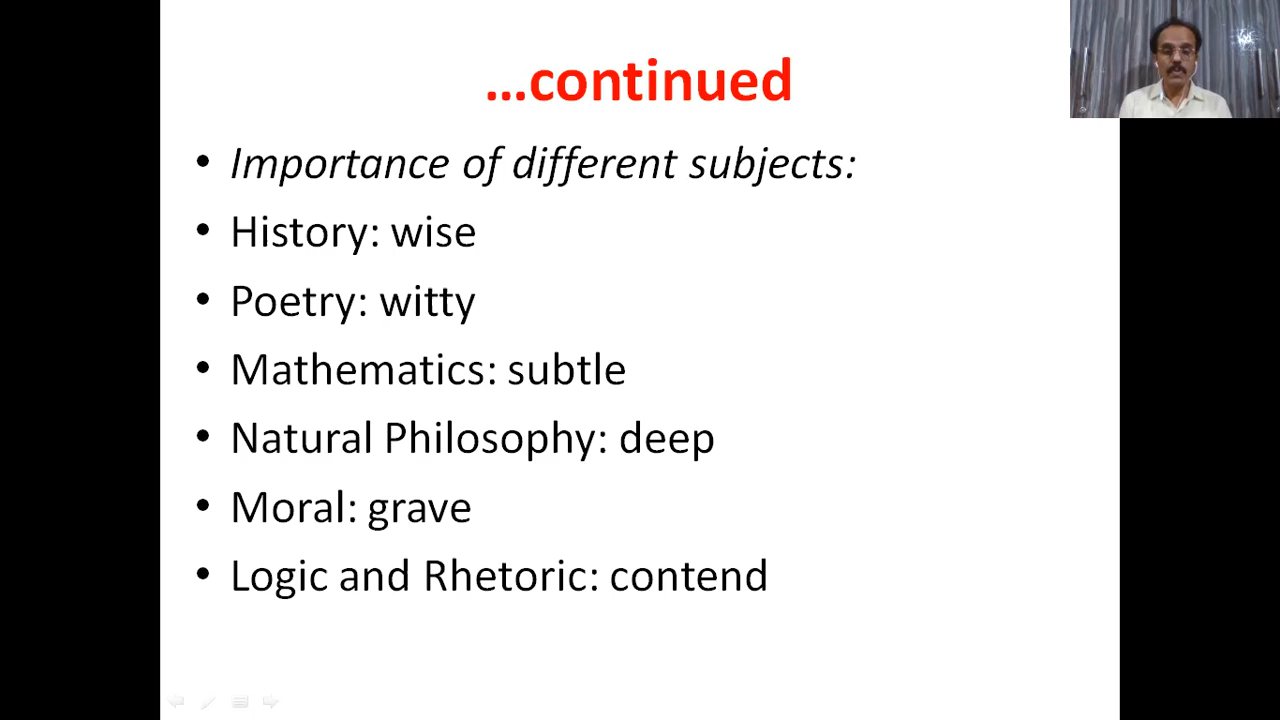 ...continued
• Importance of different subjects:
• History: wise
• Poetry: witty
• Mathematics: subtle
• Natural Philosophy: deep
• Moral: grave
• Logic and Rhetoric: contend